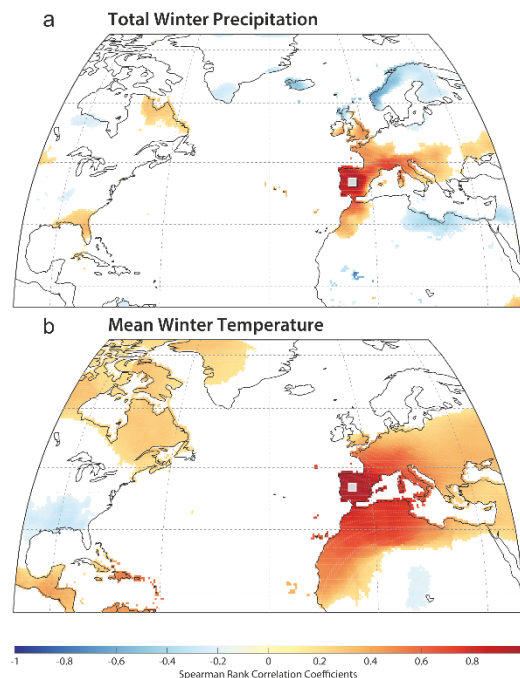 a Total Winter Precipitation
b Mean Winter Temperature
-1 -0.8 -0.6 -0.4 -0.2 0 0.2 0.4 0.6 0.8
Spearman Rank Correlation Coefficients